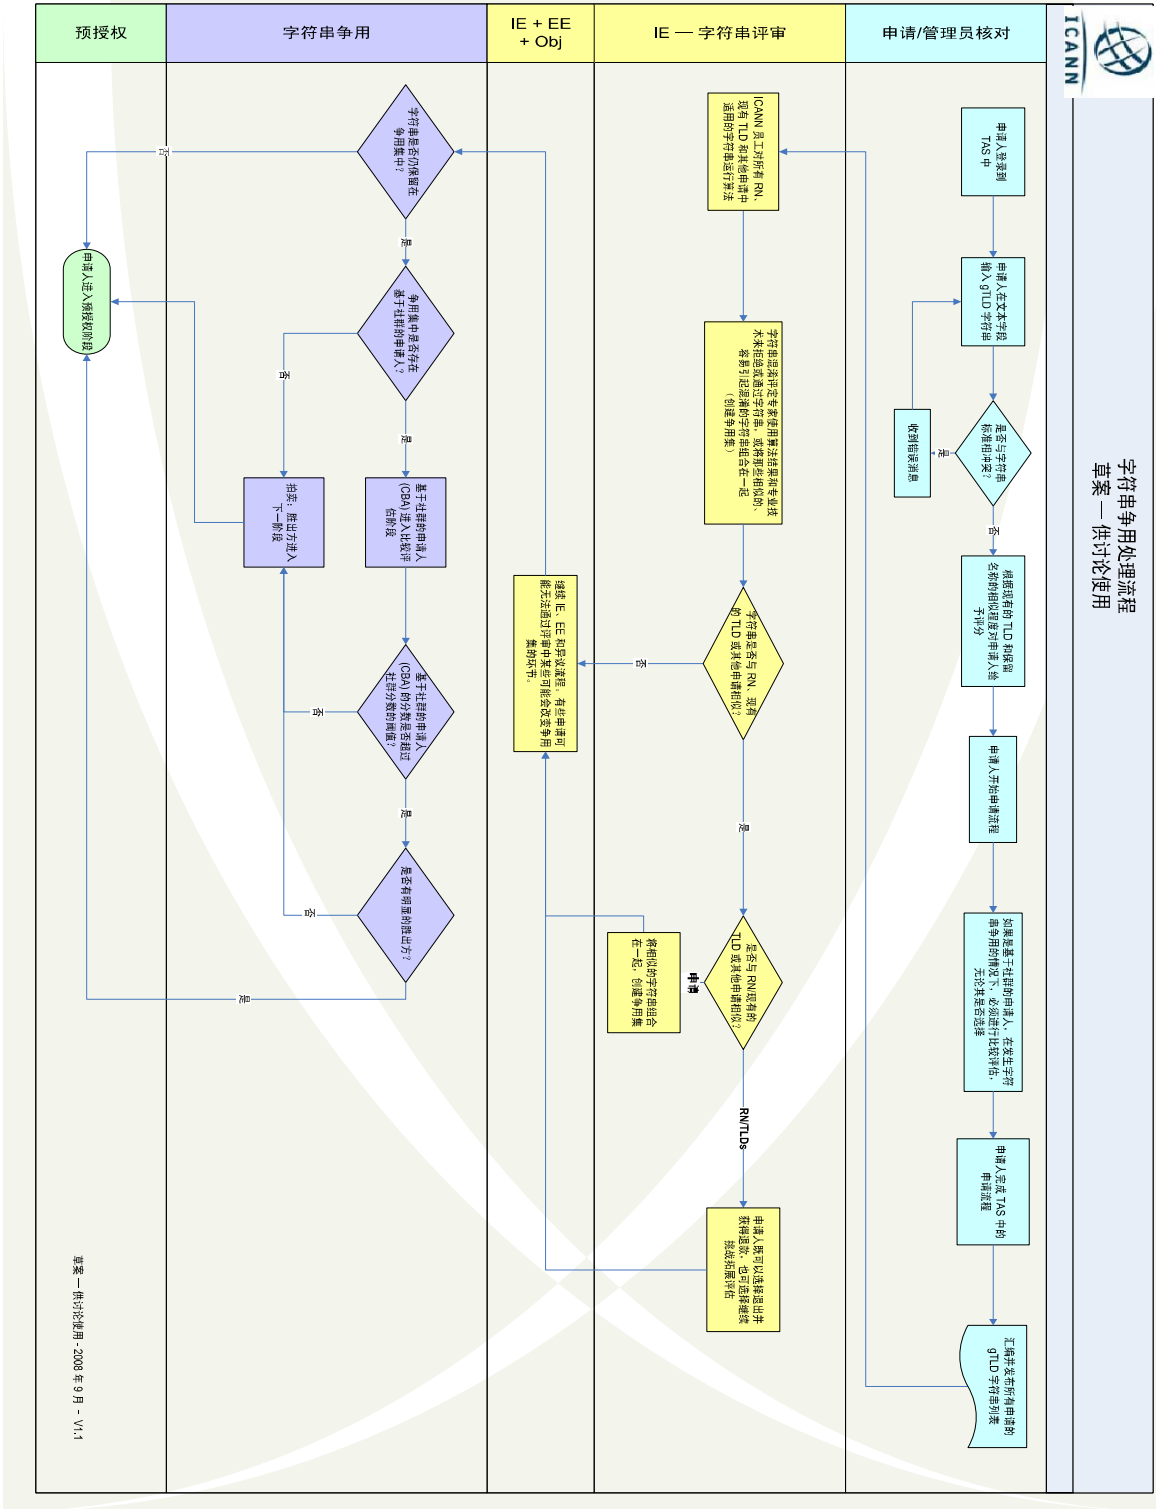 ICANN
字符串争用处理流程
草案 — 供讨论使用
申请/管理员核对
申请人登录到
TAS 中
申请人在文本字段
输入 gTLD 字符串
是否与字符串
标准相冲突？
是
收到错误消息
否
根据现有的 TLD 和保留
名称的相似程度对申请人给
予评分
申请人开始申请流程
如果是基于社群的申请人，在发生字符
串争用的情况下，必须进行比较评估，
无论其是否选择
申请人完成 TAS 中的
申请流程
汇编并发布所有申请的
gTLD 字符串列表
IE — 字符串评审
ICANN 员工对所有 RN、
现有 TLD 和其他申请中
适用的字符串运行算法
字符串混淆评定专家使用算法结果和专业技
术来拒绝或通过字符串，或将那些相似的、
容易引起混淆的字符串组合在一起
（创建争用集）
字符串是否与 RN、现有
的 TLD 或其他申请相似？
否
是
是否与 RN/现有的
TLD 或其他申请相似？
申请
将相似的字符串组合
在一起，创建争用集
RN/TLDs
申请人既可以选择退出并
获得退款，也可选择继续
挑战拓展评估
IE + EE
+ Obj
继续 IE、EE 和异议流程。有些申请可
能无法通过评审中某些可能会改变争用
集的环节。
字符串争用
字符串是否仍保留在
争用集中？
否
是
争用集中是否存在
基于社群的申请人？
否
是
基于社群的申请人
(CBA) 进入比较评
估阶段
拍卖：胜出方进入
下一阶段
基于社群的申请人
(CBA) 的分数是否超过
社群分数的阈值？
否
是
是否有明显的胜出方？
否
是
预授权
申请人进入预授权阶段
草案 — 供讨论使用 - 2008 年 9 月 - V1.1